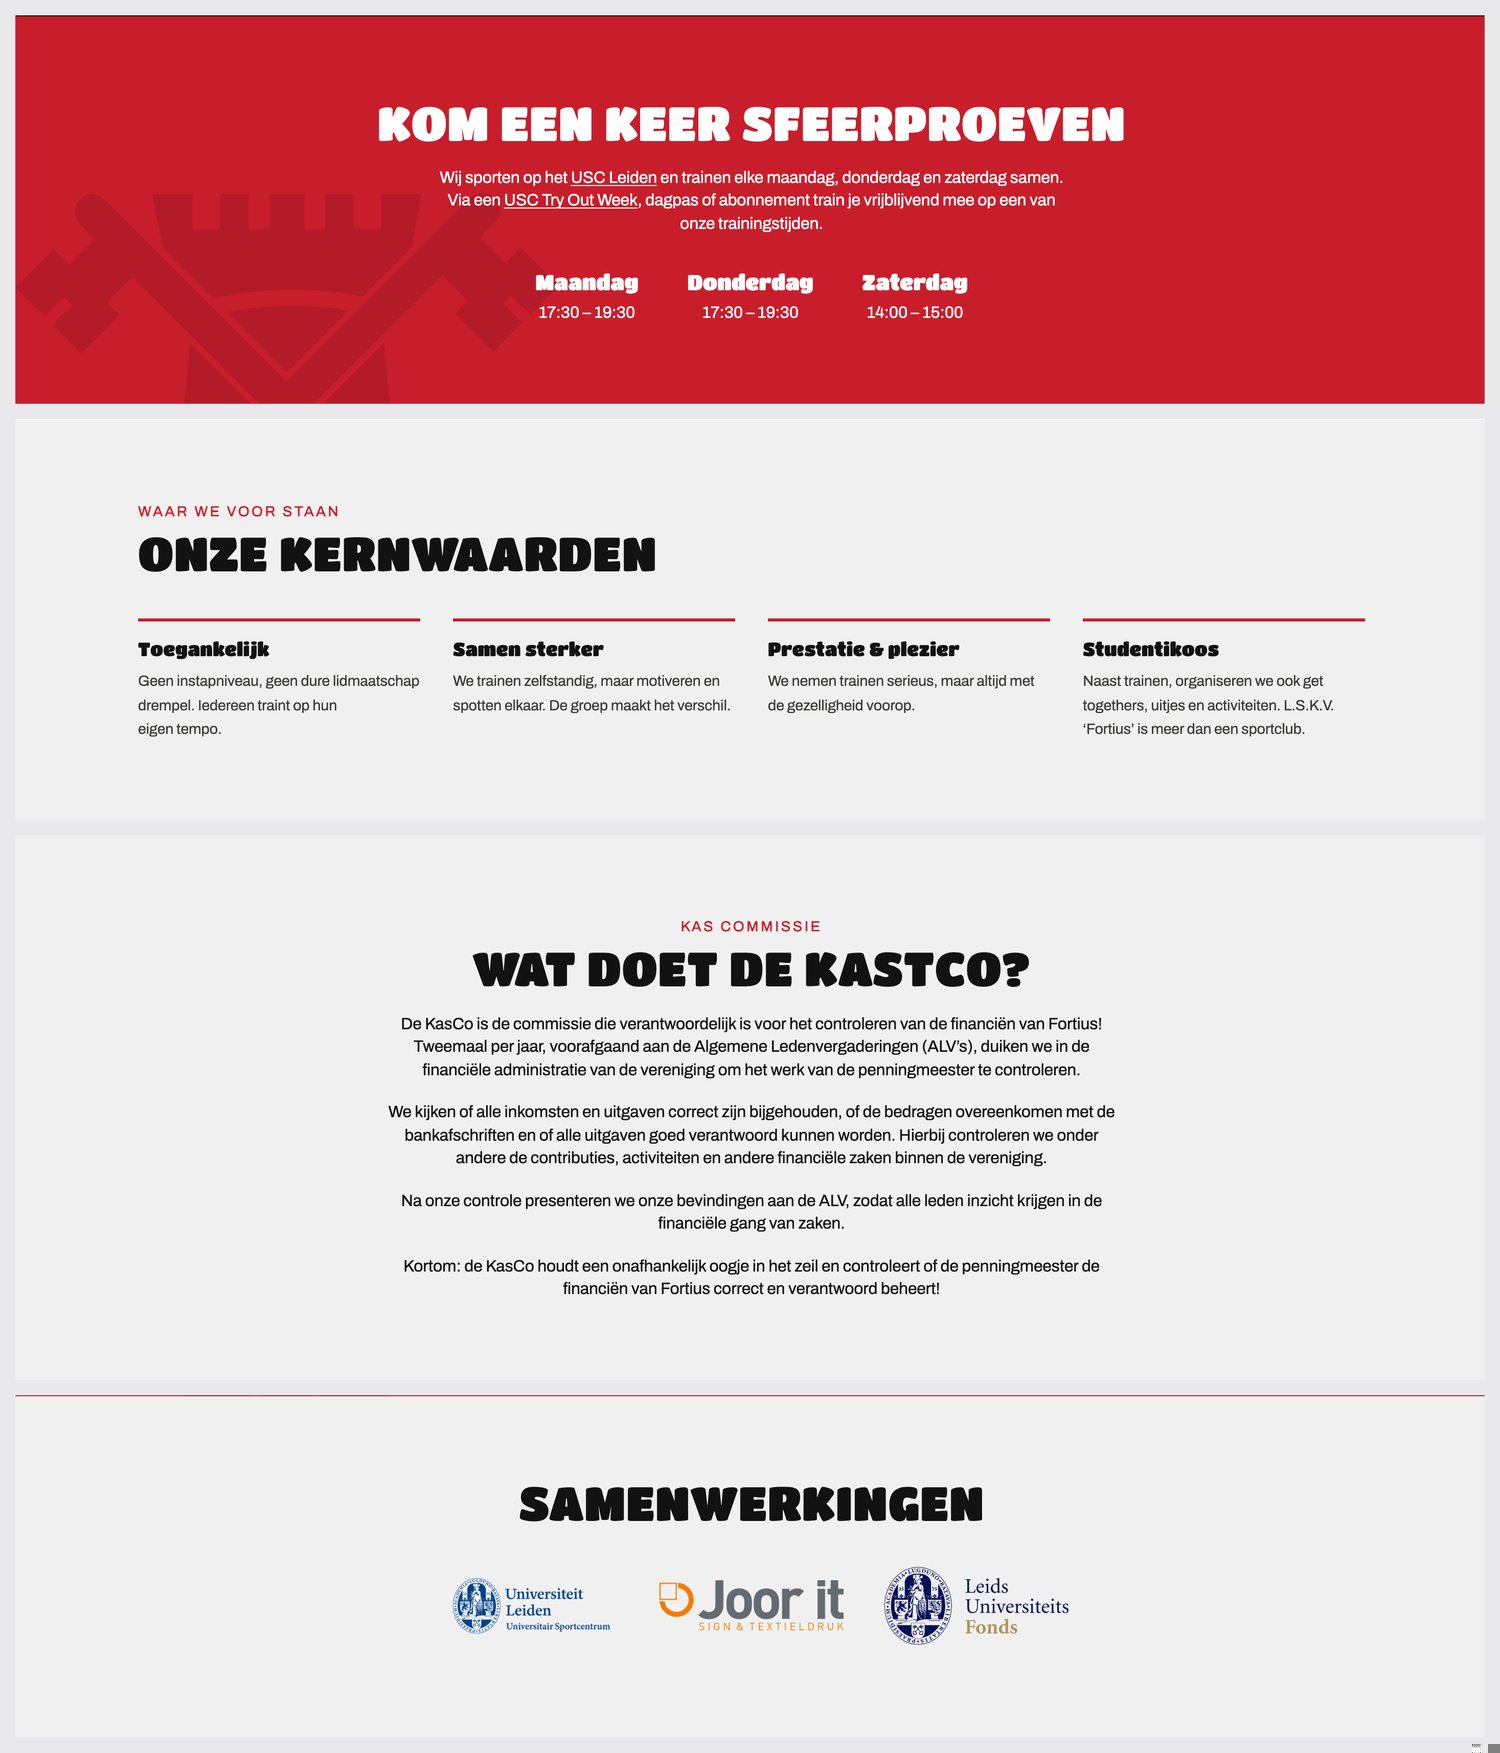 KOM EEN KEER SFEERPROEVEN
Wij sporten op het USC Leiden en trainen elke maandag, donderdag en zaterdag samen.
Via een USC Try Out Week, dagpas of abonnement train je vrijblijvend mee op een van
onze trainingstijden.
Maandag
17:30 – 19:30
Donderdag
17:30 – 19:30
Zaterdag
14:00 – 15:00
WAAR WE VOOR STAAN
ONZE KERNWAARDEN
Toegankelijk
Geen instapniveau, geen dure lidmaatschap
drempel. Iedereen traint op hun
eigen tempo.
Samen sterker
We trainen zelfstandig, maar motiveren en
spotten elkaar. De groep maakt het verschil.
Prestatie & plezier
We nemen trainen serieus, maar altijd met
de gezelligheid voorop.
Studentikoos
Naast trainen, organiseren we ook get
togethers, uitjes en activiteiten. L.S.K.V.
‘Fortius’ is meer dan een sportclub.
KAS COMMISSIE
WAT DOET DE KASTCO?
De KasCo is de commissie die verantwoordelijk is voor het controleren van de financiën van Fortius!
Tweemaal per jaar, voorafgaand aan de Algemene Ledenvergaderingen (ALV’s), duiken we in de
financiële administratie van de vereniging om het werk van de penningmeester te controleren.
We kijken of alle inkomsten en uitgaven correct zijn bijgehouden, of de bedragen overeenkomen met de
bankafschriften en of alle uitgaven goed verantwoord kunnen worden. Hierbij controleren we onder
andere de contributies, activiteiten en andere financiële zaken binnen de vereniging.
Na onze controle presenteren we onze bevindingen aan de ALV, zodat alle leden inzicht krijgen in de
financiële gang van zaken.
Kortom: de KasCo houdt een onafhankelijk oogje in het zeil en controleert of de penningmeester de
financiën van Fortius correct en verantwoord beheert!
SAMENWERKINGEN
Universiteit
Leiden
Universitair Sportcentrum
Joor it
SIGN & TEXTIELDRUK
Leids
Universiteits
Fonds